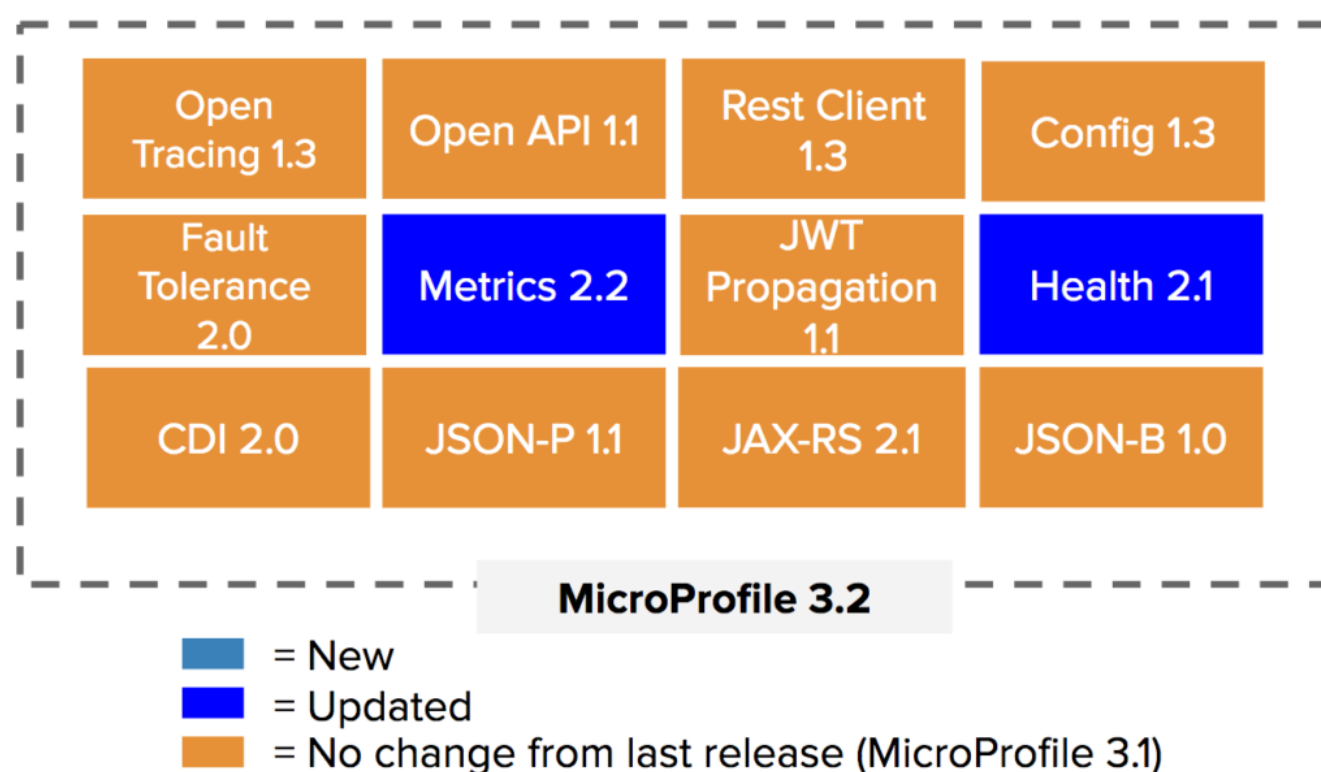 Open
Tracing 1.3
Open API 1.1
Rest Client
1.3
Config 1.3
Fault
Tolerance
2.0
Metrics 2.2
JWT
Propagation
1.1
Health 2.1
CDI 2.0
JSON-P 1.1
JAX-RS 2.1
JSON-B 1.0
MicroProfile 3.2
= New
= Updated
= No change from last release (MicroProfile 3.1)